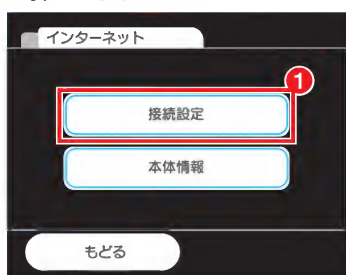 インターネット
1
接続設定
本体情報
もどる